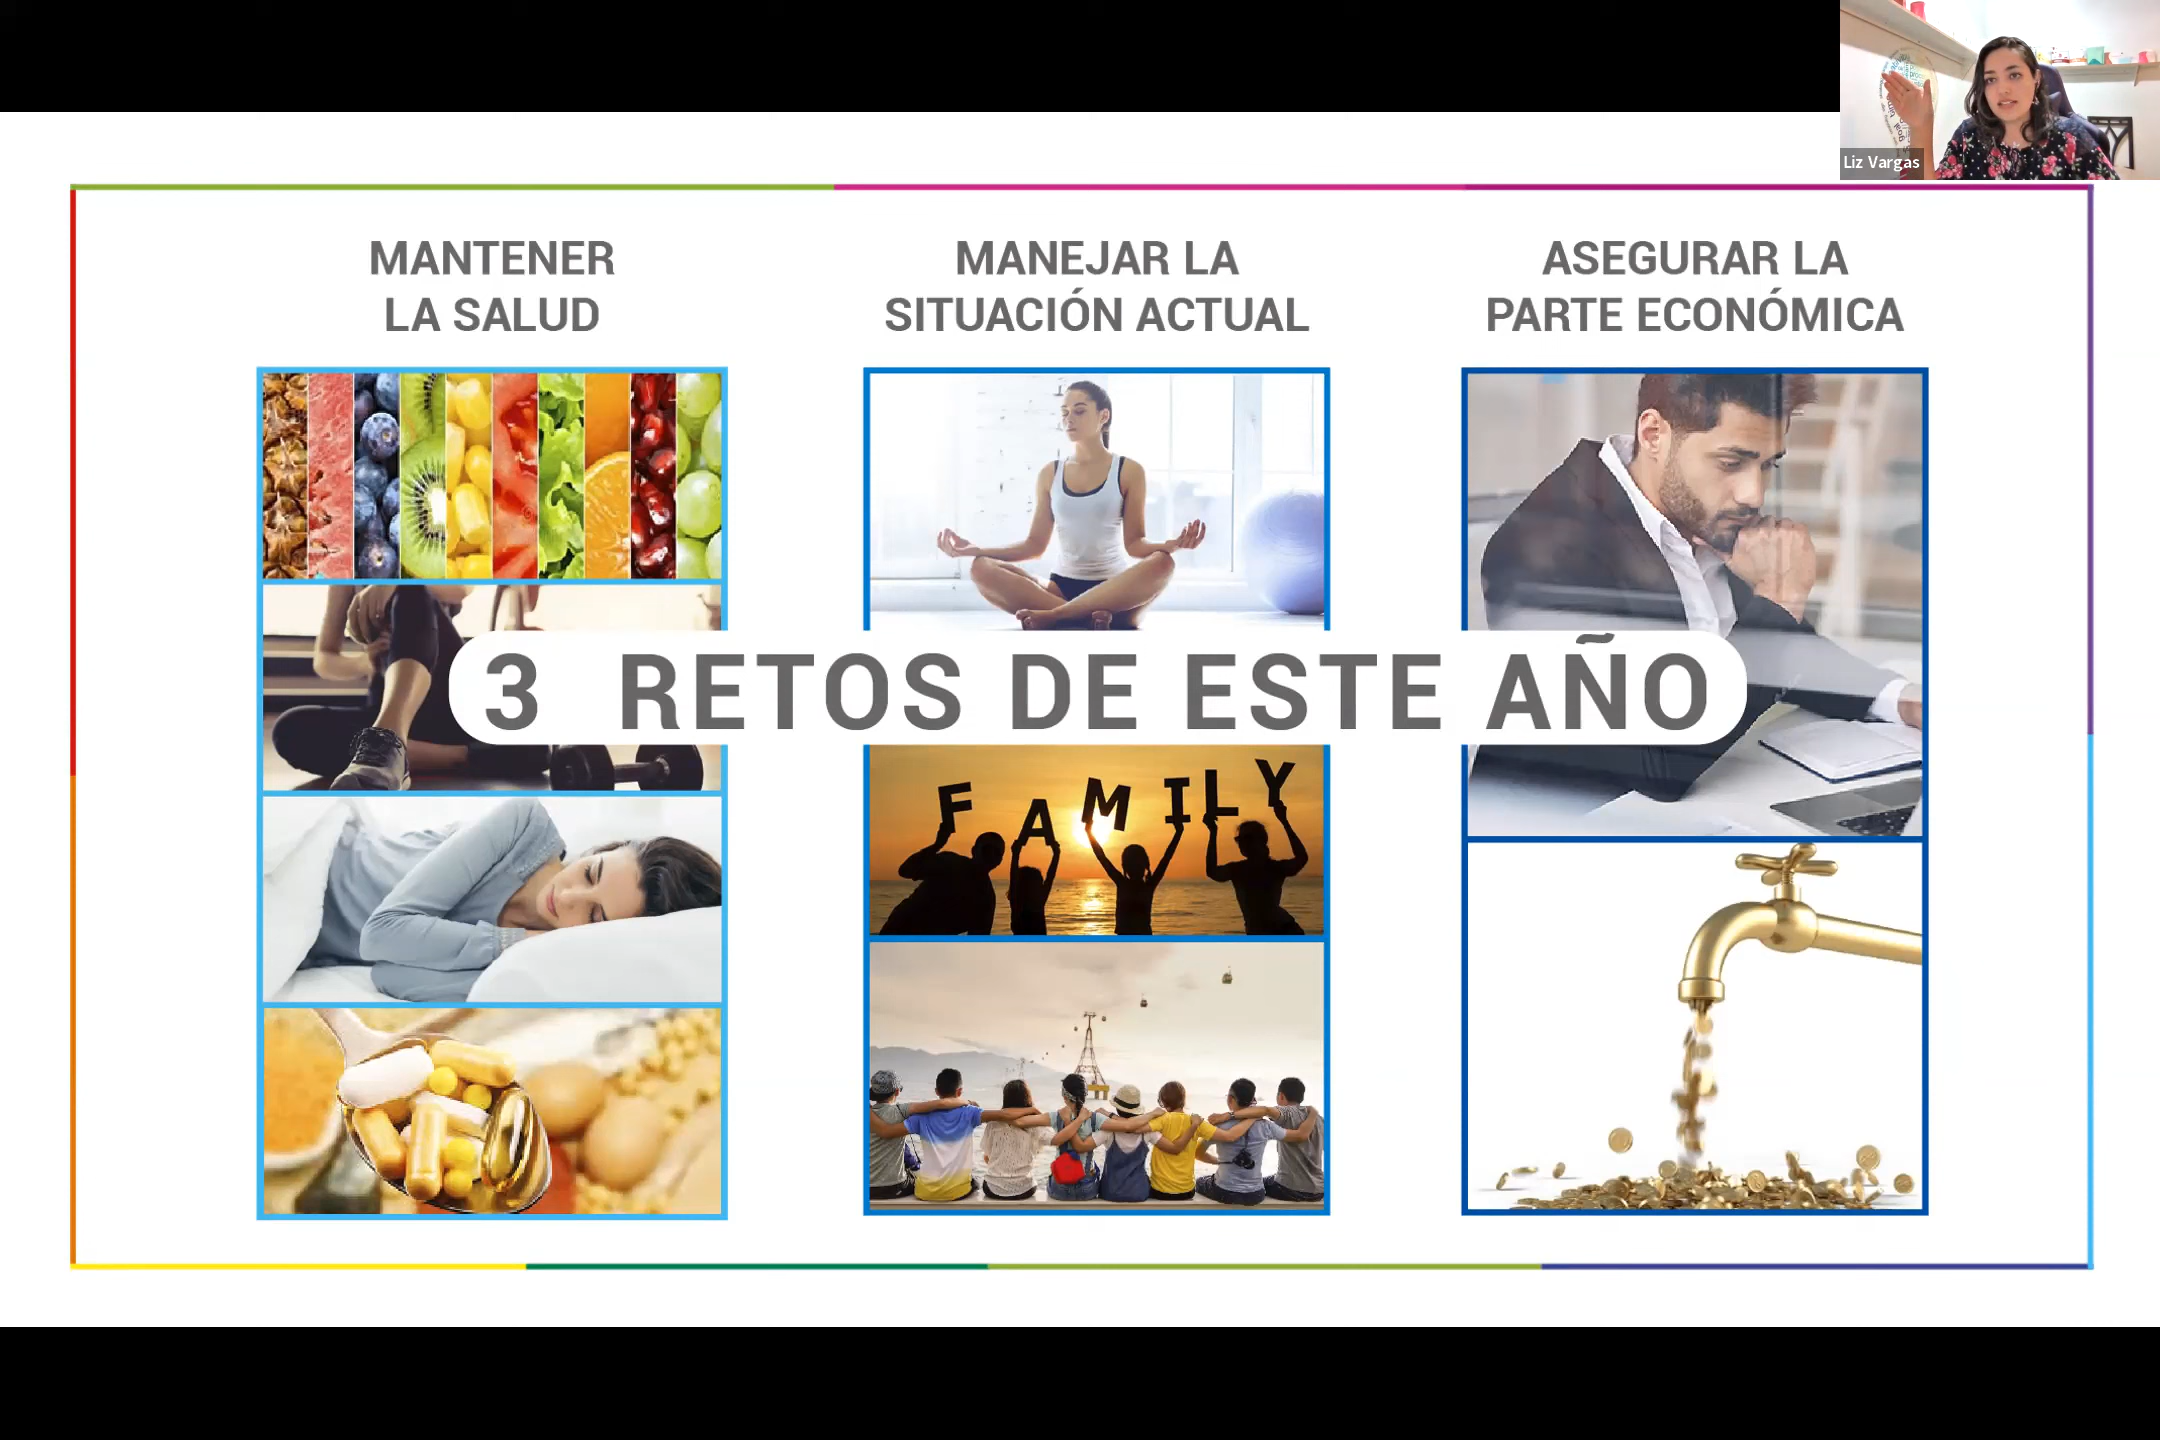 Liz Vargas
MANTENER
LA SALUD
MANEJAR LA
SITUACIÓN ACTUAL
ASEGURAR LA
PARTE ECONÓMICA
3 RETOS DE ESTE AÑO
FAMILY